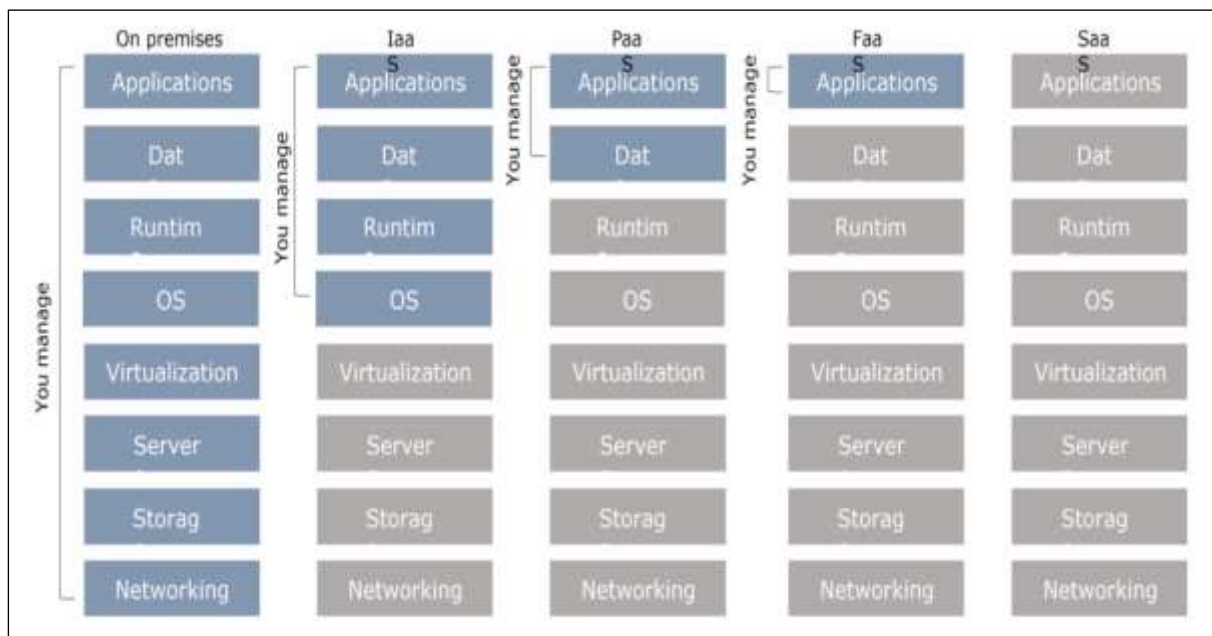 On premises
Iaa
S
Paa
S
Faa
S
Saa
S
You manage
You manage
You manage
You manage
Applications
Applications
Applications
Applications
Applications
Dat
Dat
Dat
Dat
Dat
Runtim
Runtim
Runtim
Runtim
Runtim
OS
OS
OS
OS
OS
Virtualization
Virtualization
Virtualization
Virtualization
Virtualization
Server
Server
Server
Server
Server
Storag
Storag
Storag
Storag
Storag
Networking
Networking
Networking
Networking
Networking